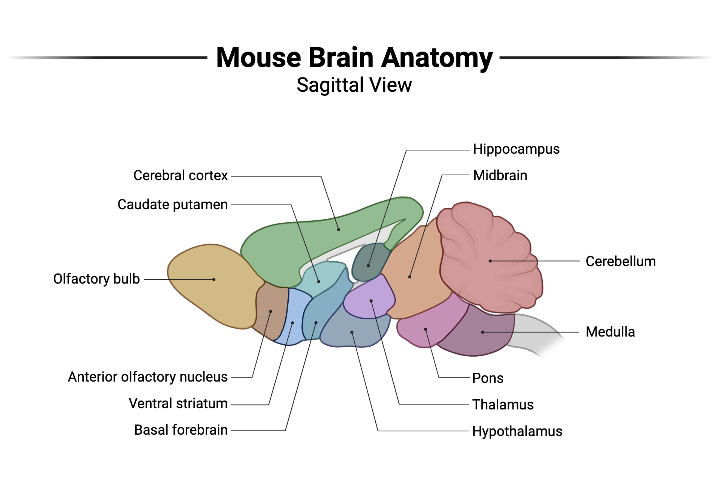 Mouse Brain Anatomy
Sagittal View
Hippocampus
Cerebral cortex
Midbrain
Caudate putamen
Cerebellum
Olfactory bulb
Medulla
Anterior olfactory nucleus
Pons
Ventral striatum
Thalamus
Basal forebrain
Hypothalamus